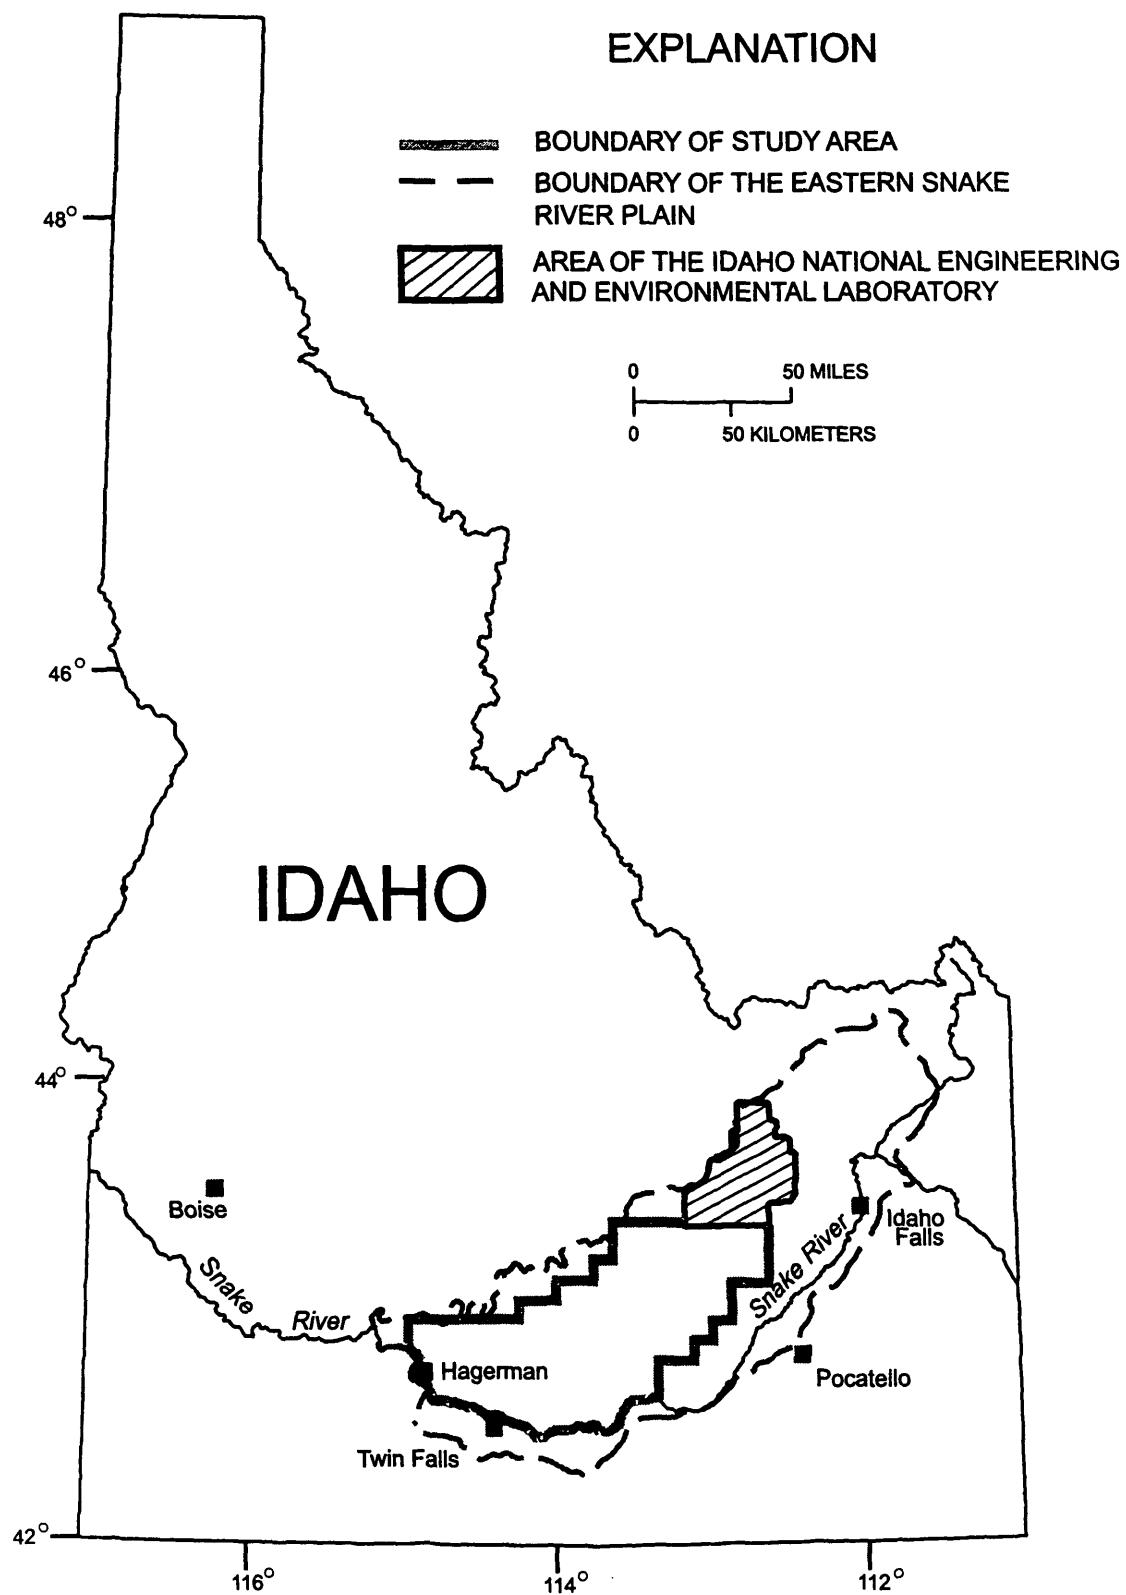 EXPLANATION
BOUNDARY OF STUDY AREA
BOUNDARY OF THE EASTERN SNAKE
RIVER PLAIN
AREA OF THE IDAHO NATIONAL ENGINEERING
AND ENVIRONMENTAL LABORATORY
0 50 MILES
0 50 KILOMETERS
48°
46°
IDAHO
44°
Boise
Snake
River
Snake River
Idaho
Falls
Hagerman
Pocatello
Twin Falls
42°
116° 114° 112°